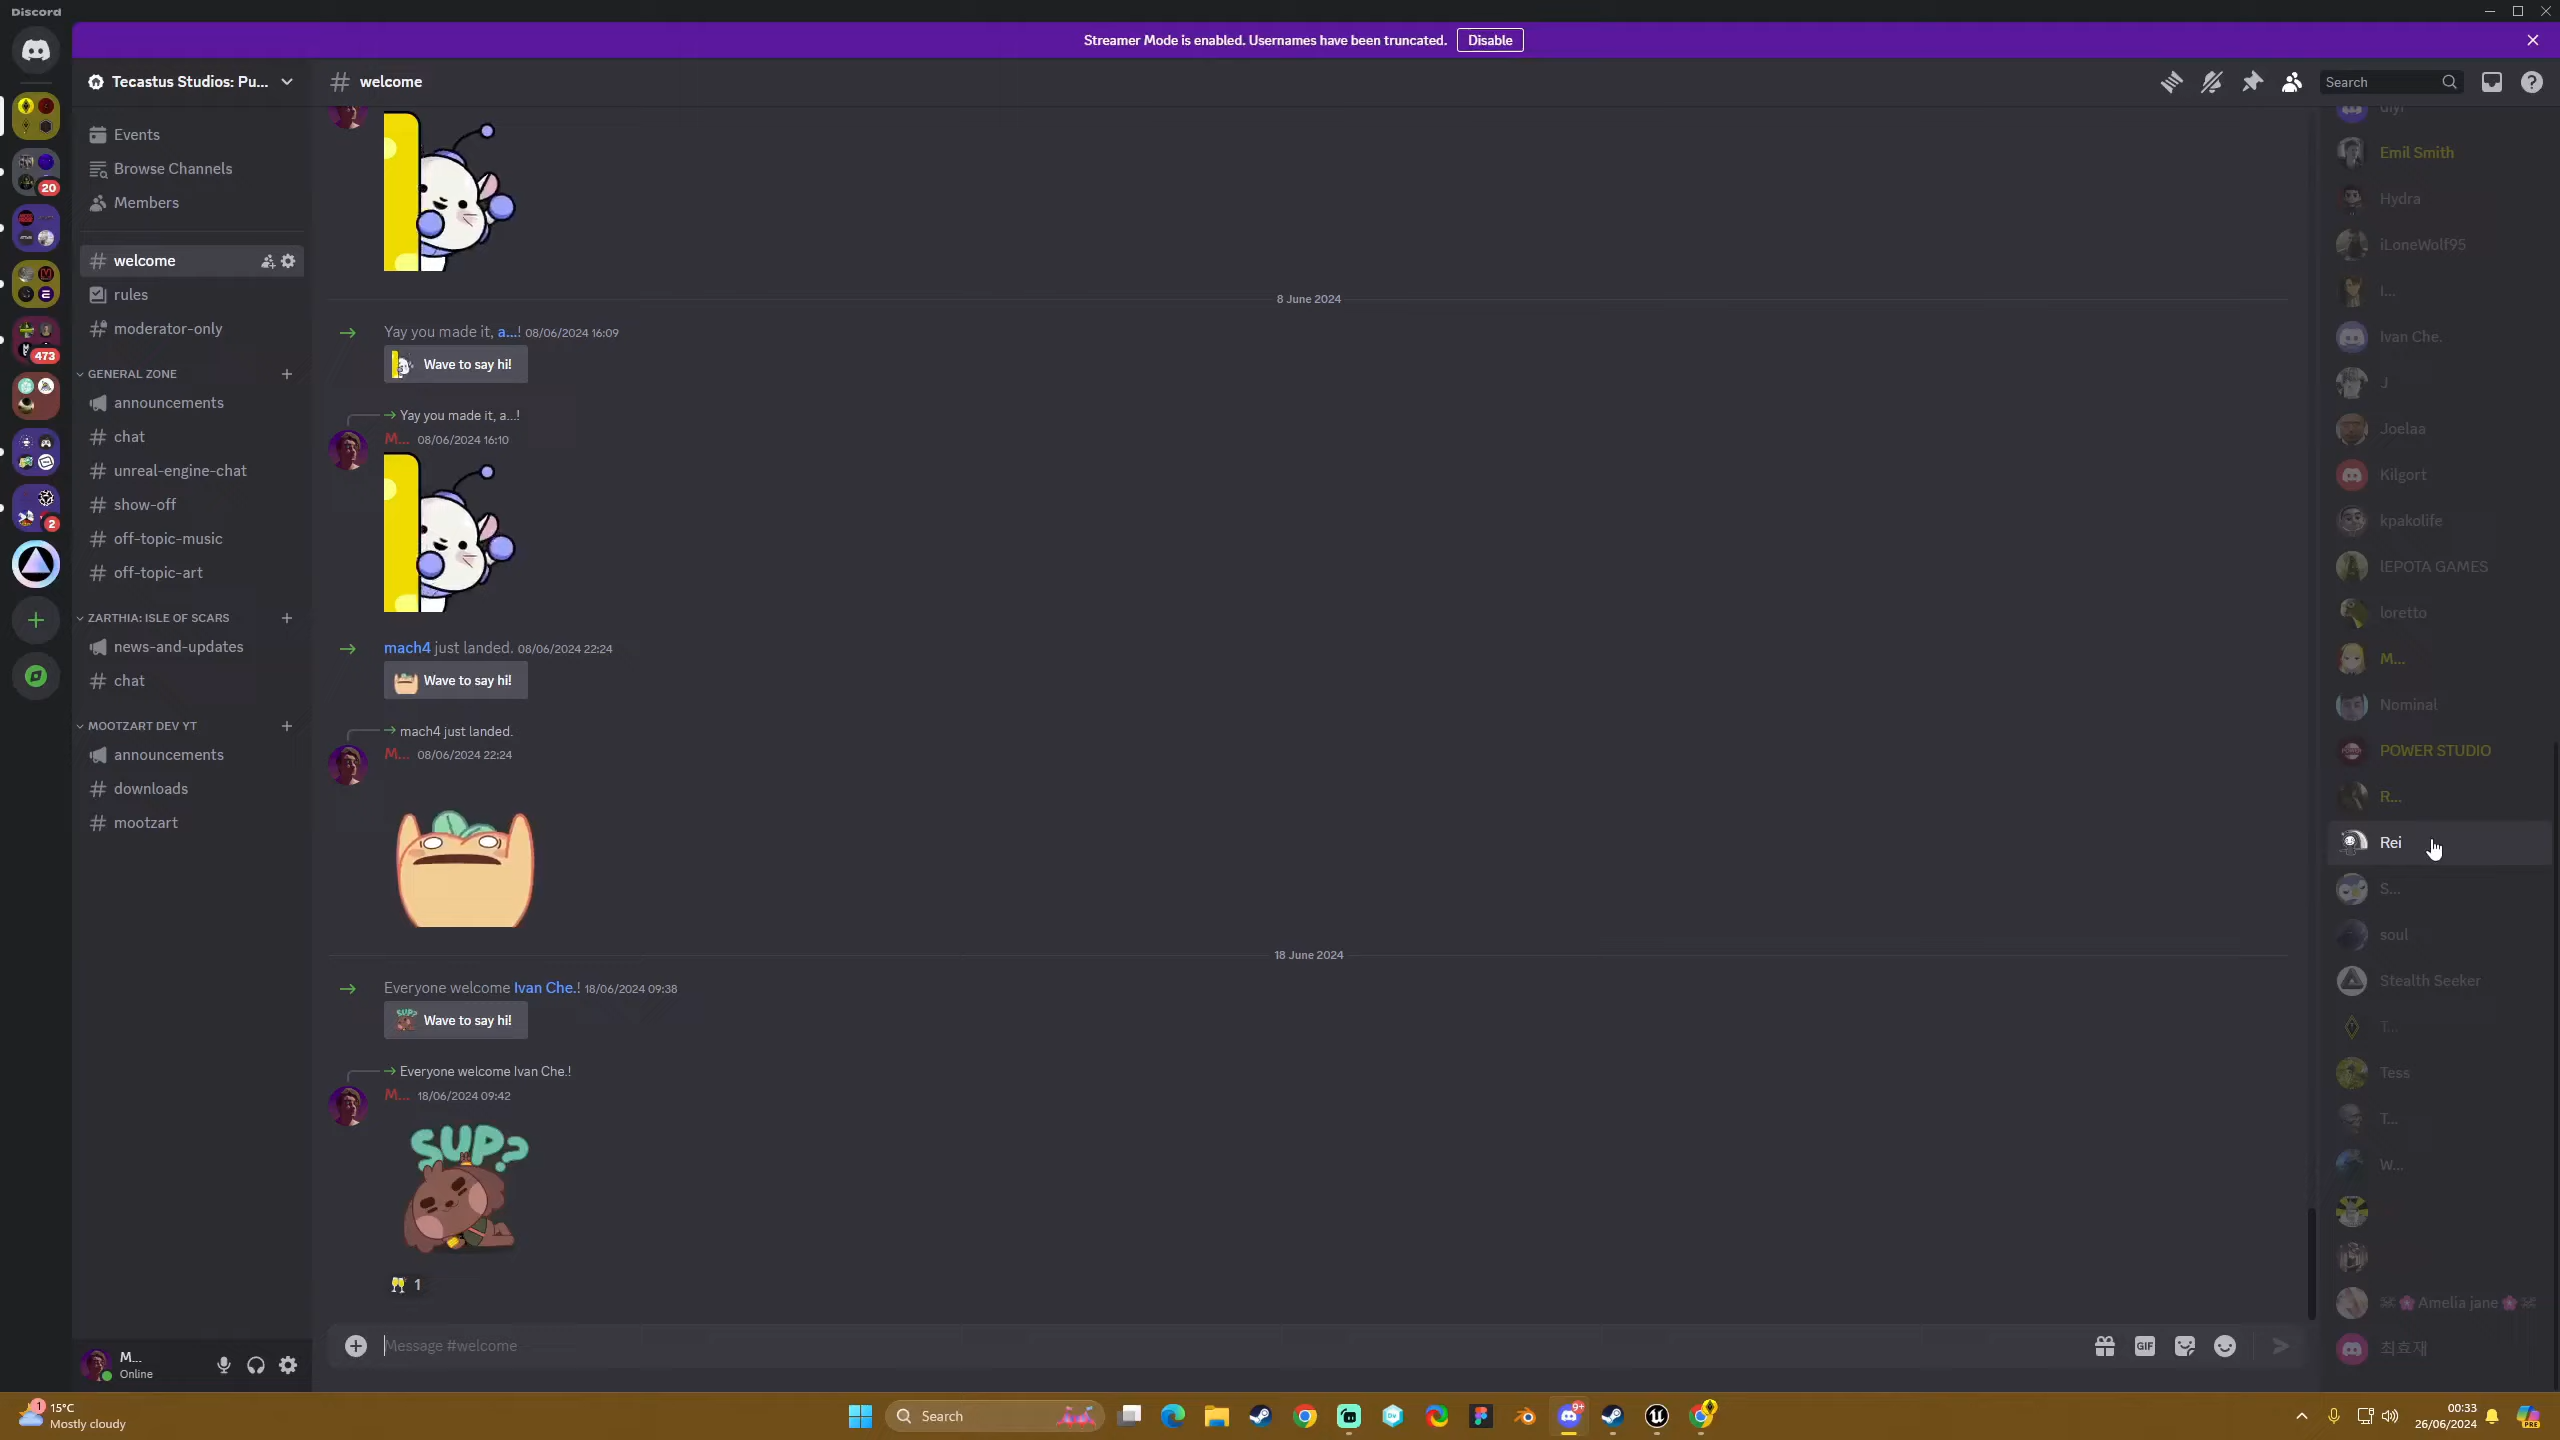 Discord
Streamer Mode is enabled. Usernames have been truncated.
Disable
Tecastus Studios: Pu...
welcome
Search
Events
Browse Channels
Members
20
welcome
rules
moderator-only
473
GENERAL ZONE
announcements
chat
unreal-engine-chat
show-off
2
off-topic-music
off-topic-art
ZARTHIA: ISLE OF SCARS
news-and-updates
chat
MOOTZART DEV YT
announcements
downloads
mootzart
M...
Online
8 June 2024
Yay you made it, a...! 08/06/2024 16:09
Wave to say hi!
Yay you made it, a...!
M... 08/06/2024 16:10
mach4 just landed. 08/06/2024 22:24
Wave to say hi!
mach4 just landed.
M... 08/06/2024 22:24
18 June 2024
Everyone welcome Ivan Che.! 18/06/2024 09:38
Wave to say hi!
Everyone welcome Ivan Che.!
M... 18/06/2024 09:42
SUP?
1
Message #welcome
GIF
Emil Smith
Hydra
iLoneWolf95
I...
Ivan Che.
J
Joelaa
Kilgort
kpakolife
lEPOTA GAMES
loretto
M...
Nominal
POWER STUDIO
R...
Rei
S...
soul
Stealth Seeker
T...
Tess
T...
W...
Amelia jane
최효재
1
15°C
Mostly cloudy
Search
9+
00:33
26/06/2024
PRE